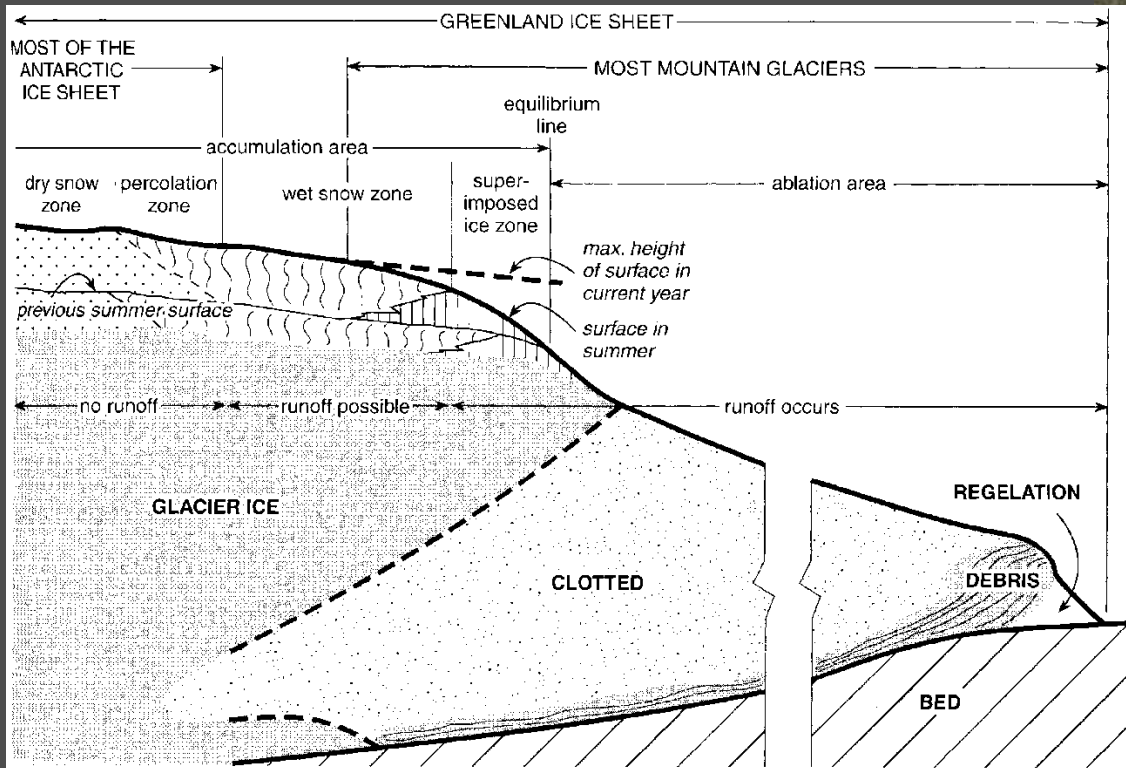 GREENLAND ICE SHEET
MOST OF THE
ANTARCTIC
ICE SHEET
MOST MOUNTAIN GLACIERS
equilibrium
line
accumulation area
dry snow
zone
percolation
zone
wet snow zone
super-
imposed
ice zone
ablation area
max. height
of surface in
current year
previous summer surface
surface in
summer
no runoff
runoff possible
runoff occurs
GLACIER ICE
REGELATION
CLOTTED
DEBRIS
BED